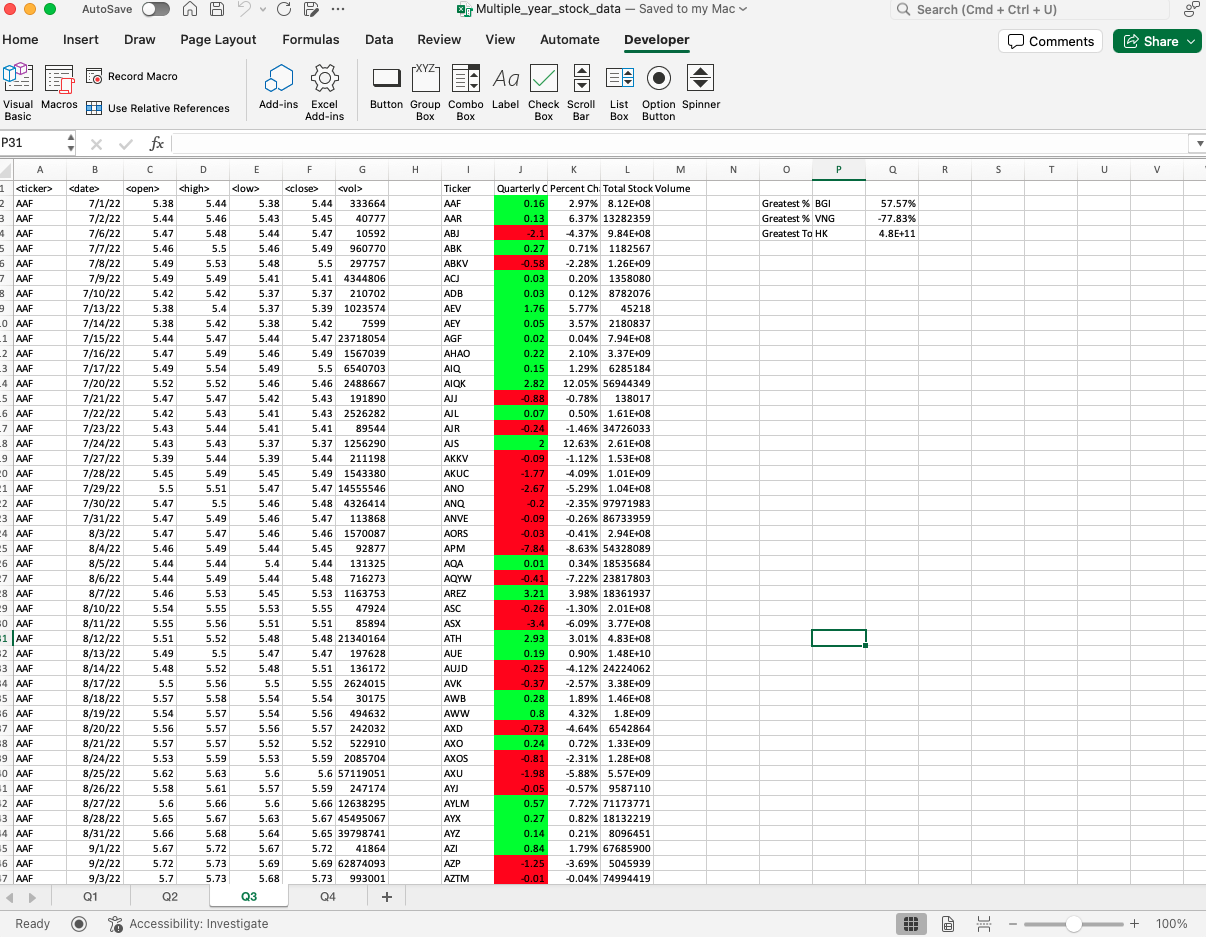 AutoSave Multiple_year_stock_data — Saved to my Mac Search (Cmd + Ctrl + U)
Home Insert Draw Page Layout Formulas Data Review View Automate Developer Comments Share
Visual Basic Macros Record Macro Use Relative References Add-ins Excel Add-ins Button Group Box Combo Box Label Check Box Scroll Bar List Box Option Button Spinner
XYZ Aa
P31 fx
A B C D E F G H I J K L M N O P Q R S T U V
<ticker> <date> <open> <high> <low> <close> <vol> Ticker Quarterly C Percent Ch Total Stock Volume
AAF 7/1/22 5.38 5.44 5.38 5.44 333664 AAF 0.16 2.97% 8.12E+08 Greatest % BGI 57.57%
AAF 7/2/22 5.44 5.46 5.43 5.45 40777 AAR 0.13 6.37% 13282359 Greatest % VNG -77.83%
AAF 7/6/22 5.47 5.48 5.44 5.47 10592 ABJ -2.1 -4.37% 9.84E+08 Greatest To HK 4.8E+11
AAF 7/7/22 5.46 5.5 5.46 5.49 960770 ABK 0.27 0.71% 1182567
AAF 7/8/22 5.49 5.53 5.48 5.5 297757 ABKV -0.58 -2.28% 1.26E+09
AAF 7/9/22 5.49 5.49 5.41 5.41 4344806 ACJ 0.03 0.20% 1358080
AAF 7/10/22 5.42 5.42 5.37 5.37 210702 ADB 0.03 0.12% 8782076
AAF 7/13/22 5.38 5.4 5.37 5.39 1023574 AEV 1.76 5.77% 45218
AAF 7/14/22 5.38 5.42 5.38 5.42 7599 AEY 0.05 3.57% 2180837
AAF 7/15/22 5.44 5.47 5.44 5.47 23718054 AGF 0.02 0.04% 7.94E+08
AAF 7/16/22 5.47 5.49 5.46 5.49 1567039 AHAO 0.22 2.10% 3.37E+09
AAF 7/17/22 5.49 5.54 5.49 5.5 6540703 AIQ 0.15 1.29% 6285184
AAF 7/20/22 5.52 5.52 5.46 5.46 2488667 AIQK 2.82 12.05% 56944349
AAF 7/21/22 5.47 5.47 5.42 5.43 191890 AJJ -0.88 -0.78% 138017
AAF 7/22/22 5.42 5.43 5.41 5.43 2526282 AJL 0.07 0.50% 1.61E+08
AAF 7/23/22 5.43 5.44 5.41 5.41 89544 AJR -0.24 -1.46% 34726033
AAF 7/24/22 5.43 5.43 5.37 5.37 1256290 AJS 2 12.63% 2.61E+08
AAF 7/27/22 5.39 5.44 5.39 5.44 211198 AKKV -0.09 -1.12% 1.53E+08
AAF 7/28/22 5.45 5.49 5.45 5.49 1543380 AKUC -1.77 -4.09% 1.01E+09
AAF 7/29/22 5.5 5.51 5.47 5.47 14555546 ANO -2.67 -5.29% 1.04E+08
AAF 7/30/22 5.47 5.5 5.46 5.48 4326414 ANQ -0.2 -2.35% 97971983
AAF 7/31/22 5.47 5.49 5.46 5.47 113868 ANVE -0.09 -0.26% 86733959
AAF 8/3/22 5.47 5.47 5.46 5.46 1570087 AORS -0.03 -0.41% 2.94E+08
AAF 8/4/22 5.46 5.49 5.44 5.45 92877 APM -7.84 -8.63% 54328089
AAF 8/5/22 5.44 5.44 5.4 5.44 131325 AQA 0.01 0.34% 18535684
AAF 8/6/22 5.44 5.49 5.44 5.48 716273 AQYW -0.41 -7.22% 23817803
AAF 8/7/22 5.46 5.53 5.45 5.53 1163753 AREZ 3.21 3.98% 18361937
AAF 8/10/22 5.54 5.55 5.53 5.55 47924 ASC -0.26 -1.30% 2.01E+08
AAF 8/11/22 5.55 5.56 5.51 5.51 85894 ASX -3.4 -6.09% 3.77E+08
AAF 8/12/22 5.51 5.52 5.48 5.48 21340164 ATH 2.93 3.01% 4.83E+08
AAF 8/13/22 5.49 5.5 5.47 5.47 197628 AUE 0.19 0.90% 1.48E+10
AAF 8/14/22 5.48 5.52 5.48 5.51 136172 AUJD -0.25 -4.12% 24224062
AAF 8/17/22 5.5 5.56 5.5 5.55 2624015 AVK -0.37 -2.57% 3.38E+09
AAF 8/18/22 5.57 5.58 5.54 5.54 30175 AWB 0.28 1.89% 1.46E+08
AAF 8/19/22 5.54 5.57 5.54 5.56 494632 AWW 0.8 4.32% 1.8E+09
AAF 8/20/22 5.56 5.57 5.56 5.57 242032 AXD -0.73 -4.64% 6542864
AAF 8/21/22 5.57 5.57 5.52 5.52 522910 AXO 0.24 0.72% 1.33E+09
AAF 8/24/22 5.53 5.59 5.53 5.59 2085704 AXOS -0.81 -2.31% 1.28E+08
AAF 8/25/22 5.62 5.63 5.6 5.6 57119051 AXU -1.98 -5.88% 5.57E+09
AAF 8/26/22 5.58 5.61 5.57 5.59 247174 AYJ -0.05 -0.57% 9587110
AAF 8/27/22 5.6 5.66 5.6 5.66 12638295 AYLM 0.57 7.72% 71173771
AAF 8/28/22 5.65 5.67 5.63 5.67 45495067 AYX 0.27 0.82% 18132219
AAF 8/31/22 5.66 5.68 5.64 5.65 39798741 AYZ 0.14 0.21% 8096451
AAF 9/1/22 5.67 5.72 5.67 5.72 41864 AZI 0.84 1.79% 67685900
AAF 9/2/22 5.72 5.73 5.69 5.69 62874093 AZP -1.25 -3.69% 5045939
AAF 9/3/22 5.7 5.73 5.68 5.73 993001 AZTM -0.01 -0.04% 74994419
Q1 Q2 Q3 Q4 +
Ready Accessibility: Investigate 100%